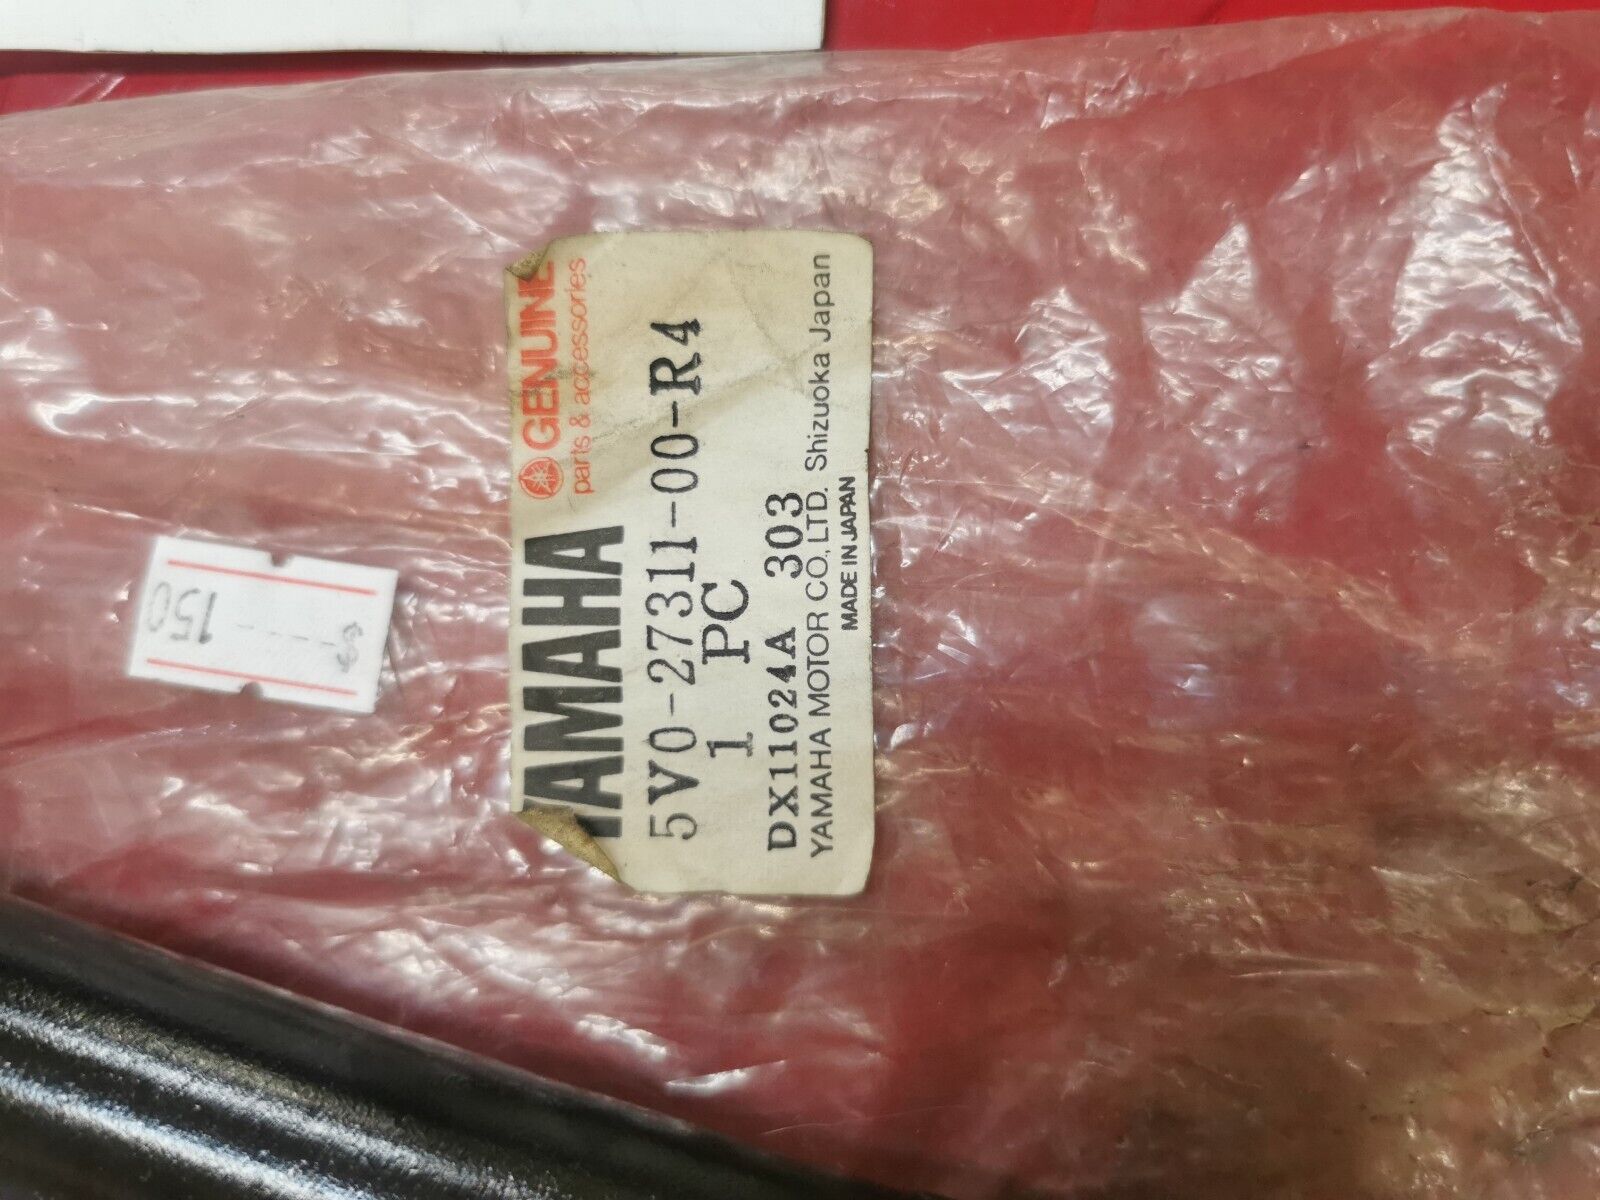 YAMAHA GENUINE
parts & accessories
5V0-27311-00-R4
1 PC
DX11024A 303
YAMAHA MOTOR CO.,LTD. Shizuoka Japan
MADE IN JAPAN
150